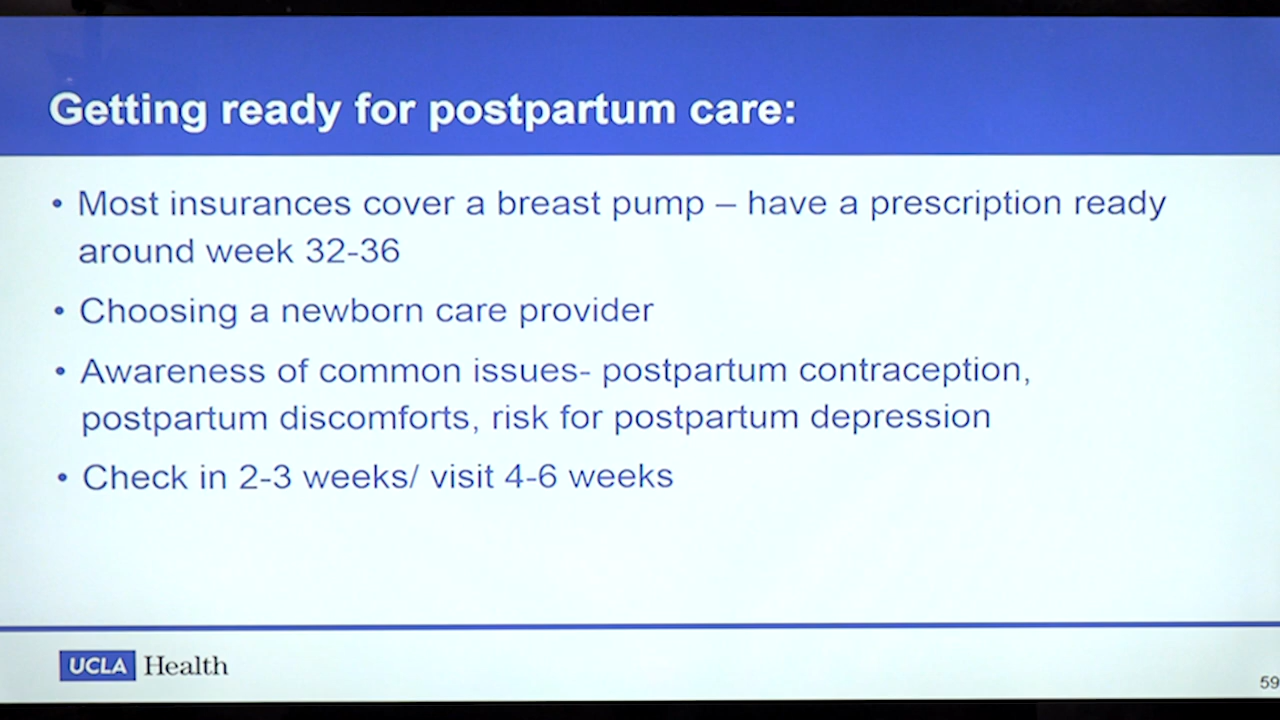 Getting ready for postpartum care:
• Most insurances cover a breast pump – have a prescription ready
around week 32-36
• Choosing a newborn care provider
• Awareness of common issues- postpartum contraception,
postpartum discomforts, risk for postpartum depression
• Check in 2-3 weeks/ visit 4-6 weeks
UCLA Health
59